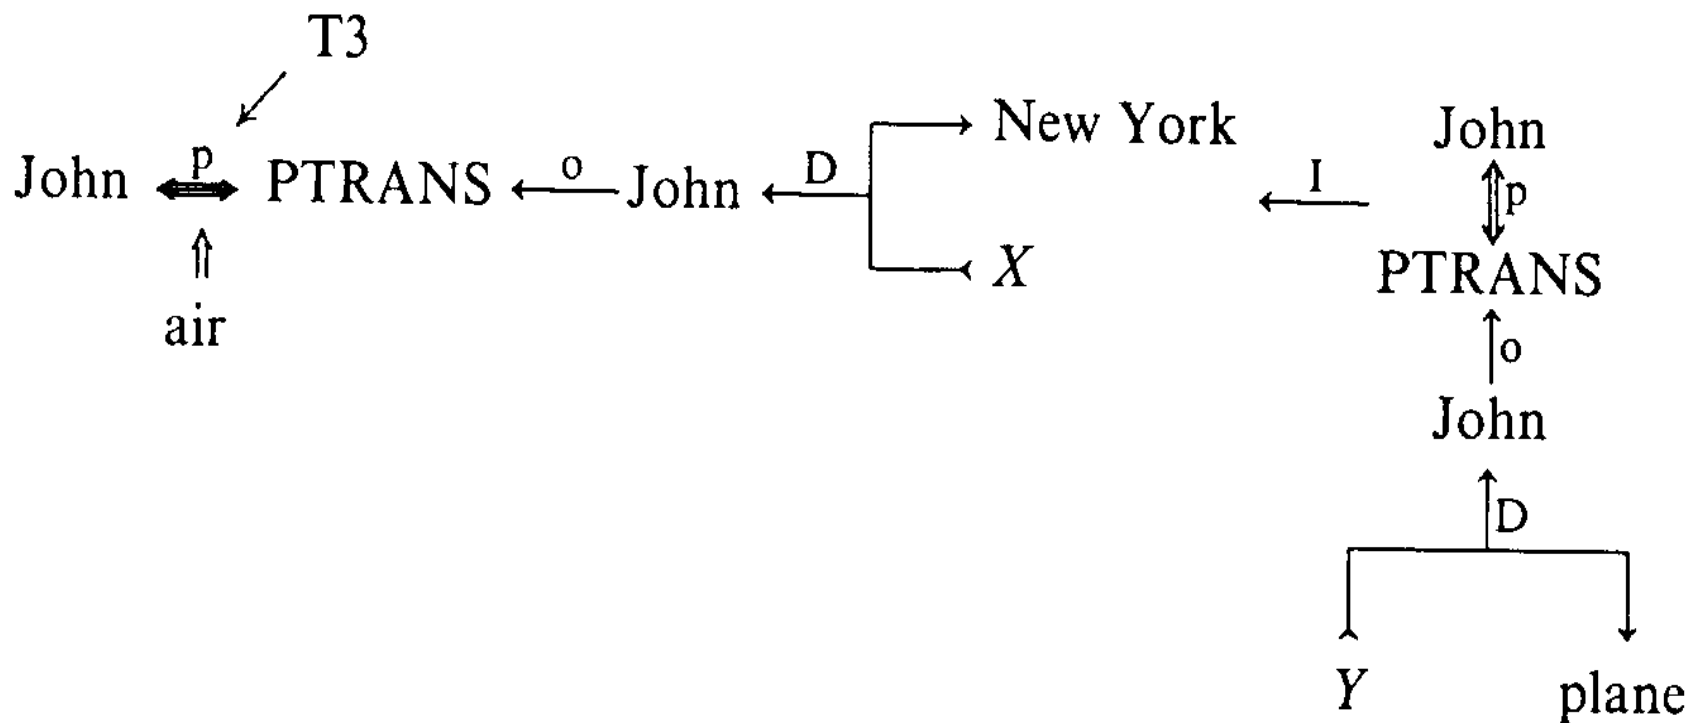 T3
John p PTRANS o John D New York
X
air
I
John
p
PTRANS
o
John
D
Y plane